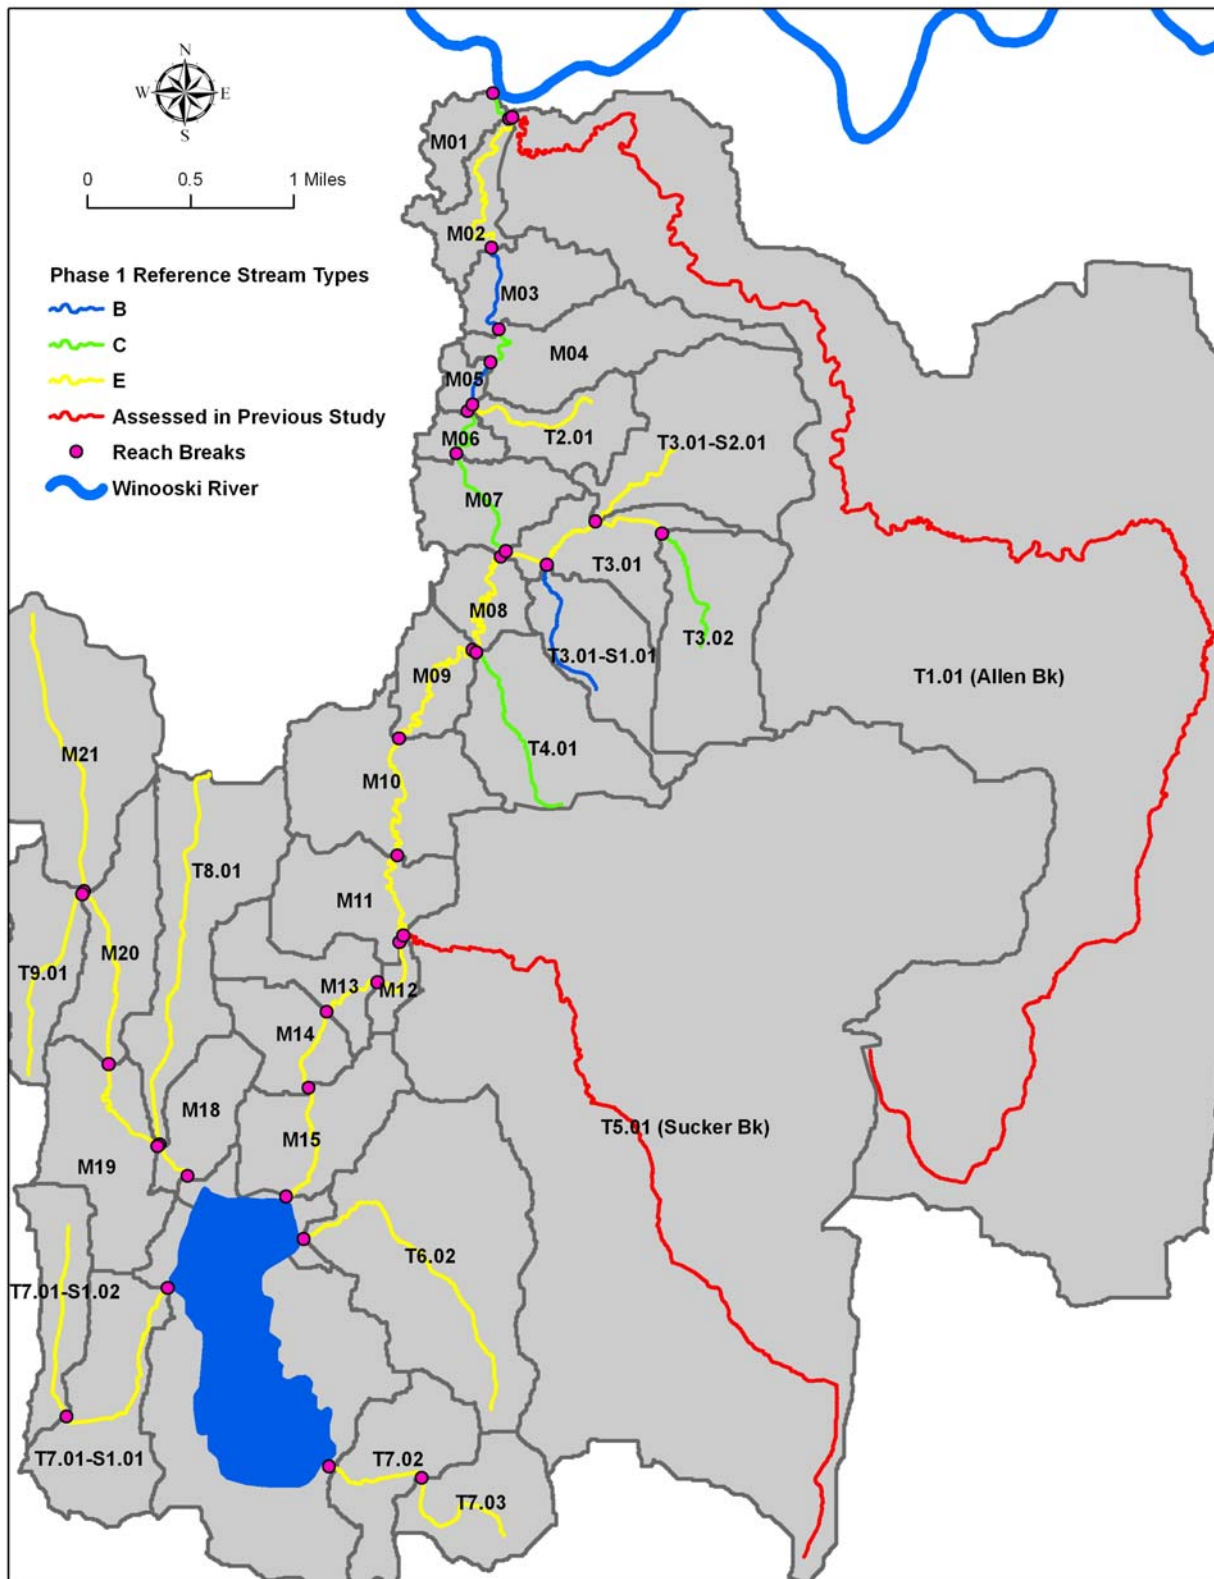 N
W E
S
0 0.5 1 Miles
Phase 1 Reference Stream Types
B
C
E
Assessed in Previous Study
Reach Breaks
Winooski River
M01
M02
M03
M04
M05
T2.01
M06
T3.01-S2.01
M07
T3.01
M08
T3.02
T3.01-S1.01
M09
T1.01 (Allen Bk)
T4.01
M21
M10
T8.01
M11
M20
T9.01
M13
M12
M14
M18
T5.01 (Sucker Bk)
M15
M19
T6.02
T7.01-S1.02
T7.01-S1.01
T7.02
T7.03